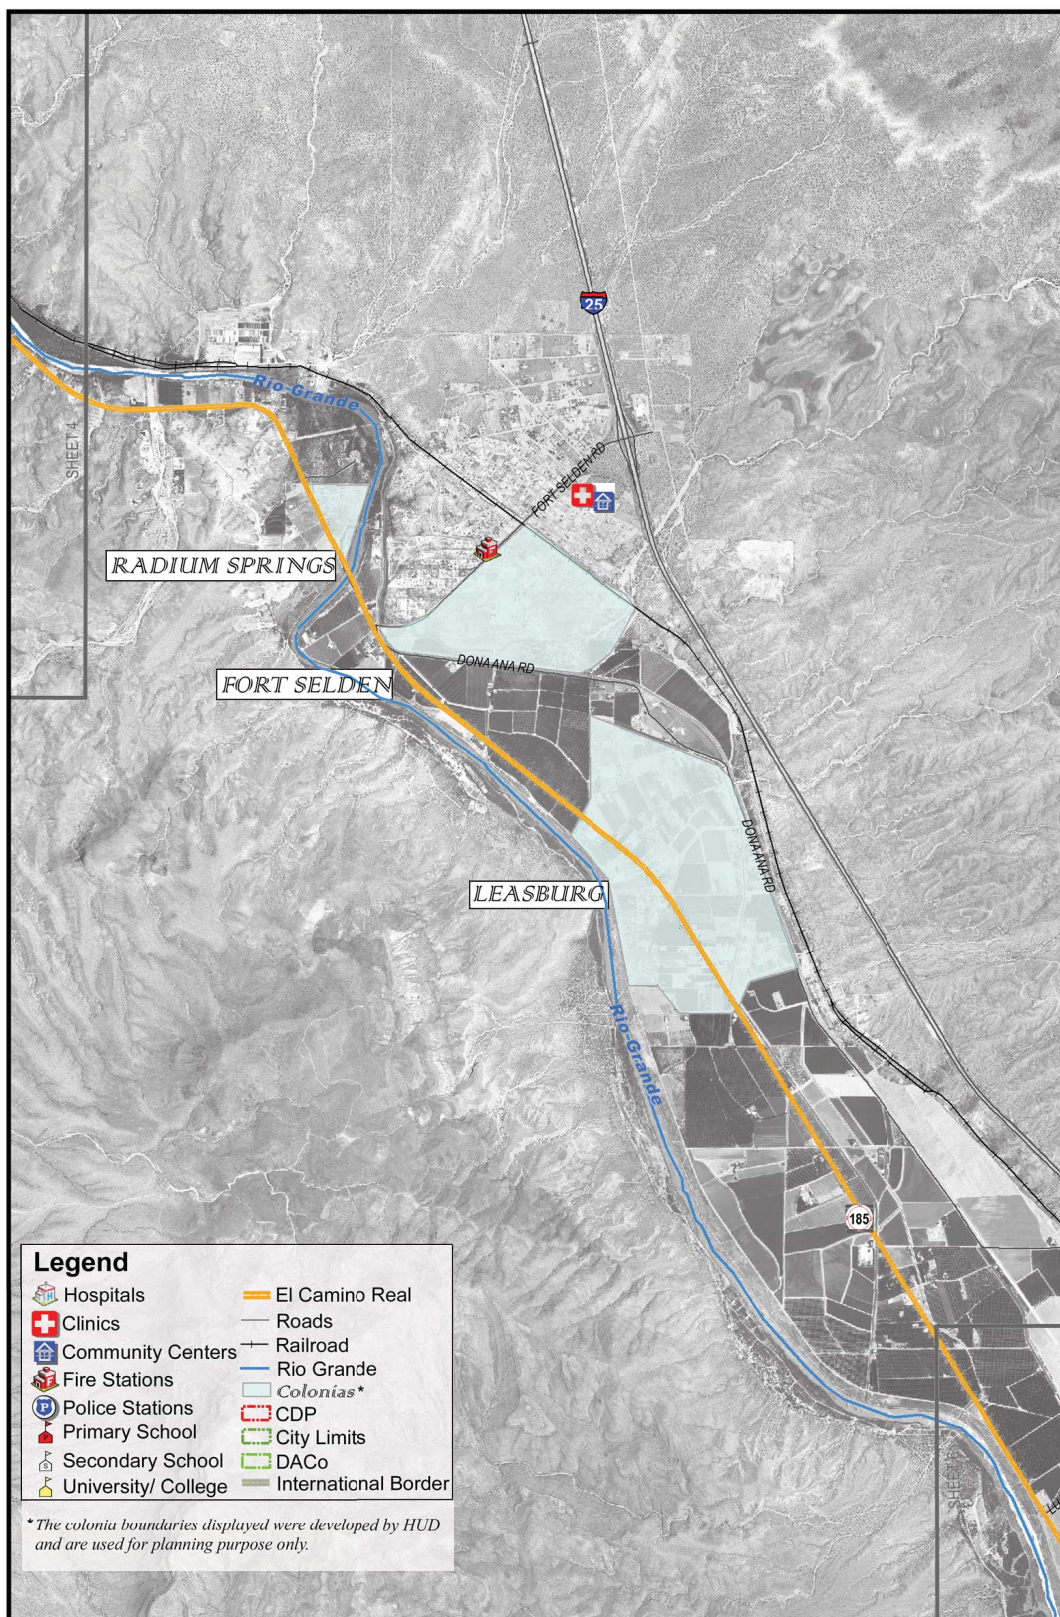 25
Rio Grande
SHEET 4
FORT SELDEN RD
RADIUM SPRINGS
DONA ANA RD
FORT SELDEN
DONA ANA RD
LEASBURG
Rio Grande
185
Legend
Hospitals
Clinics
Community Centers
Fire Stations
Police Stations
Primary School
Secondary School
University/ College
El Camino Real
Roads
Railroad
Rio Grande
Colonias*
CDP
City Limits
DACo
International Border
SHEET
* The colonia boundaries displayed were developed by HUD
and are used for planning purpose only.